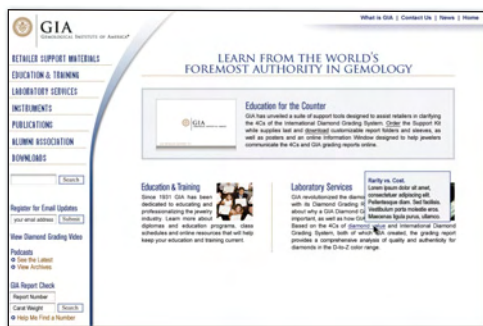 What is GIA | Contact Us | News | Home
GIA
GEMOLOGICAL INSTITUTE OF AMERICA®
RETAILER SUPPORT MATERIALS
EDUCATION & TRAINING
LABORATORY SERVICES
INSTRUMENTS
PUBLICATIONS
ALUMNI ASSOCIATION
DOWNLOADS
Search
Register for Email Updates
your email address Submit
View Diamond Grading Video
Podcasts
See the Latest
View Archives
GIA Report Check
Report Number
Carat Weight Search
Help Me Find a Number
LEARN FROM THE WORLD'S
FOREMOST AUTHORITY IN GEMOLOGY
GIA
Education for the Counter
GIA has unveiled a suite of support tools designed to assist retailers in clarifying
the 4Cs of the International Diamond Grading System. Order the Support Kit
while supplies last and download customizable report folders and sleeves, as
well as posters and an online Information Window designed to help jewelers
communicate the 4Cs and GIA grading reports online.
Education & Training
Since 1931 GIA has been
dedicated to educating and
professionalizing the jewelry
industry. Learn more about
diplomas and education programs, class
schedules and online resources that will help
keep your education and training current.
Laboratory Services
GIA revolutionized the diamond
with its Diamond Grading R
about why a GIA Diamond G
important, as well as how GIA
Based on the 4Cs of diamond value and International Diamond
Grading System, both of which GIA created, the grading report
provides a comprehensive analysis of quality and authenticity for
diamonds in the D-to-Z color range.
Rarity vs. Cost.
Lorem ipsum dolor sit amet,
consectetuer adipiscing elit.
Pellentesque diam. Sed facilisis.
Vestibulum porta molestie eros.
Maecenas ligula purus, ullamco.